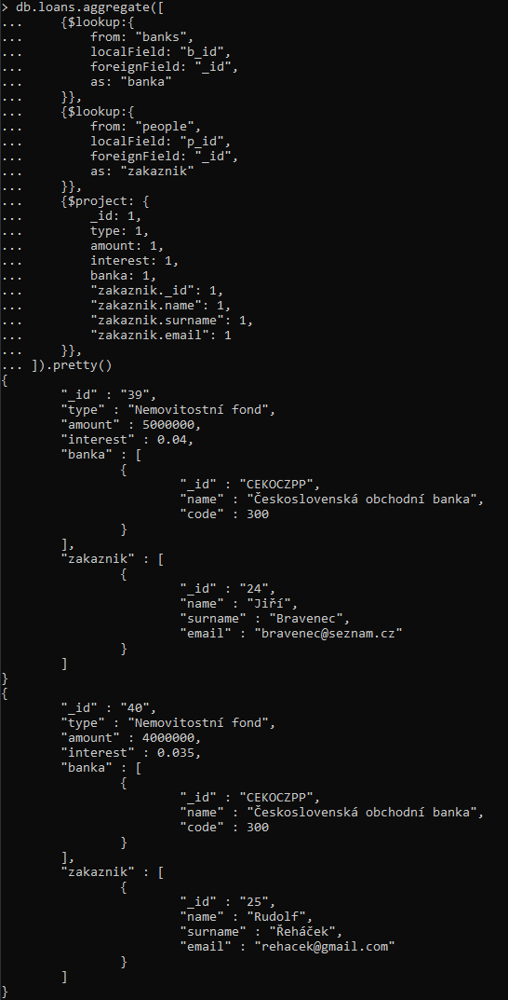 > db.loans.aggregate([
...     {$lookup:{
...         from: "banks",
...         localField: "b_id",
...         foreignField: "_id",
...         as: "banka"
...     }},
...     {$lookup:{
...         from: "people",
...         localField: "p_id",
...         foreignField: "_id",
...         as: "zakaznik"
...     }},
...     {$project: {
...         _id: 1,
...         type: 1,
...         amount: 1,
...         interest: 1,
...         banka: 1,
...         "zakaznik._id": 1,
...         "zakaznik.name": 1,
...         "zakaznik.surname": 1,
...         "zakaznik.email": 1
...     }},
... ]).pretty()
{
        "_id" : "39",
        "type" : "Nemovitostní fond",
        "amount" : 5000000,
        "interest" : 0.04,
        "banka" : [
                {
                        "_id" : "CEKOCZPP",
                        "name" : "Československá obchodní banka",
                        "code" : 300
                }
        ],
        "zakaznik" : [
                {
                        "_id" : "24",
                        "name" : "Jiří",
                        "surname" : "Bravenec",
                        "email" : "bravenec@seznam.cz"
                }
        ]
}
{
        "_id" : "40",
        "type" : "Nemovitostní fond",
        "amount" : 4000000,
        "interest" : 0.035,
        "banka" : [
                {
                        "_id" : "CEKOCZPP",
                        "name" : "Československá obchodní banka",
                        "code" : 300
                }
        ],
        "zakaznik" : [
                {
                        "_id" : "25",
                        "name" : "Rudolf",
                        "surname" : "Řeháček",
                        "email" : "rehacek@gmail.com"
                }
        ]
}